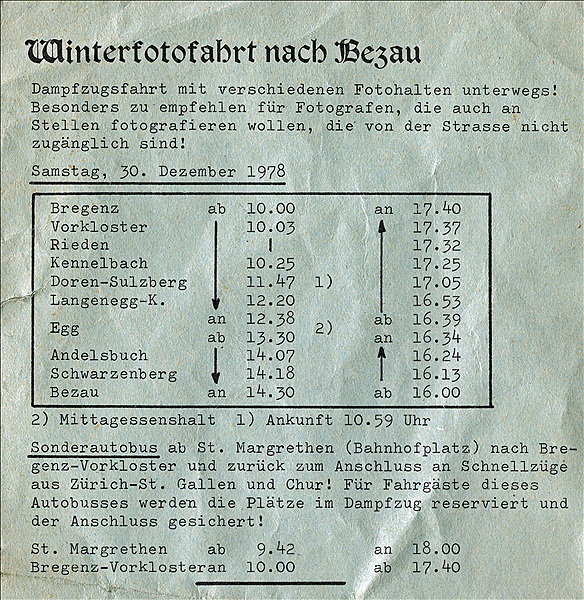 Winterfotofahrt nach Bezau
Dampfzugsfahrt mit verschiedenen Fotohalten unterwegs!
Besonders zu empfehlen für Fotografen, die auch an
Stellen fotografieren wollen, die von der Strasse nicht
zugänglich sind!
Samstag, 30. Dezember 1978
Bregenz ab 10.00 an 17.40
Vorkloster 10.03 17.37
Rieden 17.32
Kennelbach 10.25 17.25
Doren-Sulzberg 11.47 1) 17.05
Langenegg-K. 12.20 16.53
Egg an 12.38 2) ab 16.39
ab 13.30 an 16.34
Andelsbuch 14.07 16.24
Schwarzenberg 14.18 16.13
Bezau an 14.30 ab 16.00
2) Mittagessenshalt 1) Ankunft 10.59 Uhr
Sonderautobus ab St. Margrethen (Bahnhofplatz) nach Bre-
genz-Vorkloster und zurück zum Anschluss an Schnellzüge
aus Zürich-St. Gallen und Chur! Für Fahrgäste dieses
Autobusses werden die Plätze im Dampfzug reserviert und
der Anschluss gesichert!
St. Margrethen ab 9.42 an 18.00
Bregenz-Vorklosteran 10.00 ab 17.40